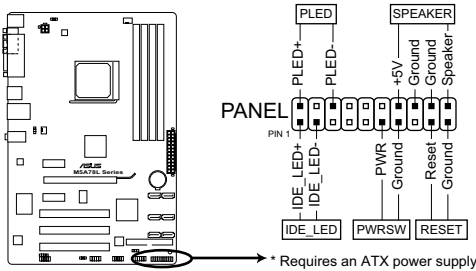 PLED
SPEAKER
PLED+
PLED-
+5V
Ground
Ground
Speaker-
PANEL
PIN 1
IDE_LED+
IDE_LED-
PWR
Ground
Reset
Ground
IDE_LED
PWRSW
RESET
* Requires an ATX power supply
ASUS
M5A78L Series